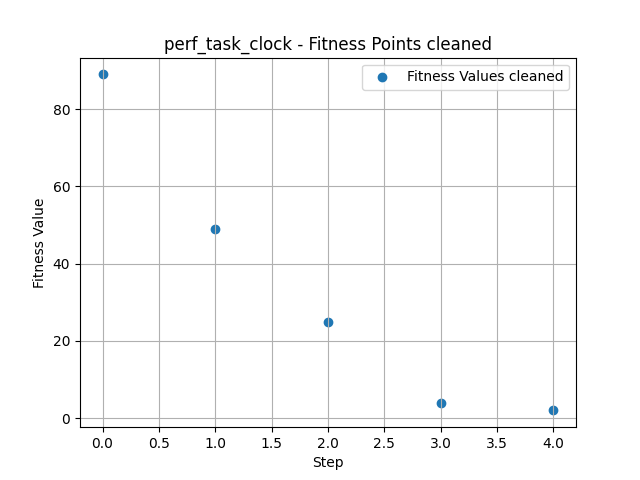 perf_task_clock - Fitness Points cleaned
Fitness Values cleaned
Fitness Value
80
60
40
20
0
0.0 0.5 1.0 1.5 2.0 2.5 3.0 3.5 4.0
Step